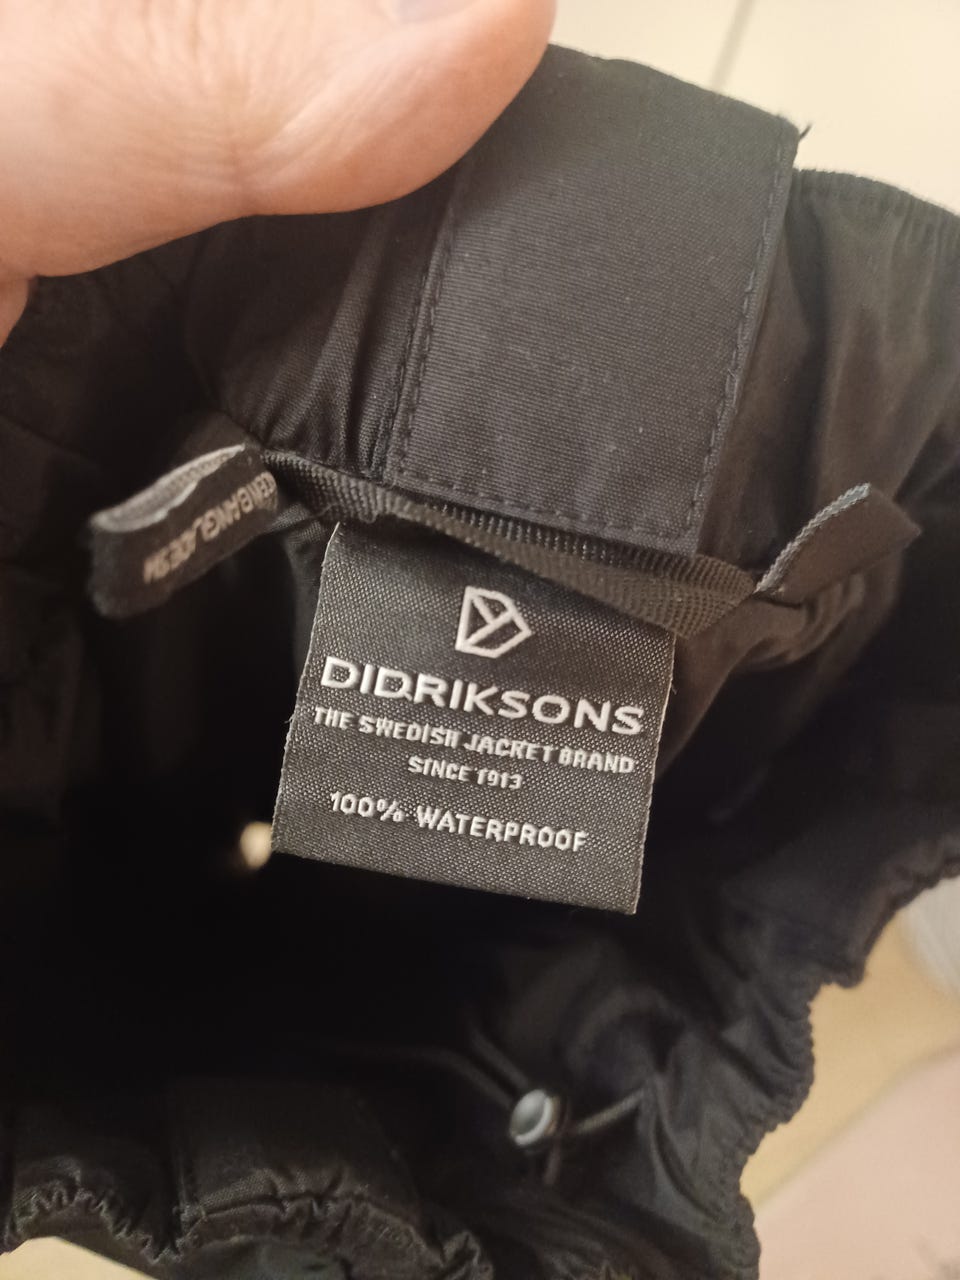 DIDRIKSONS
THE SWEDISH JACKET BRAND
SINCE 1913
100% WATERPROOF